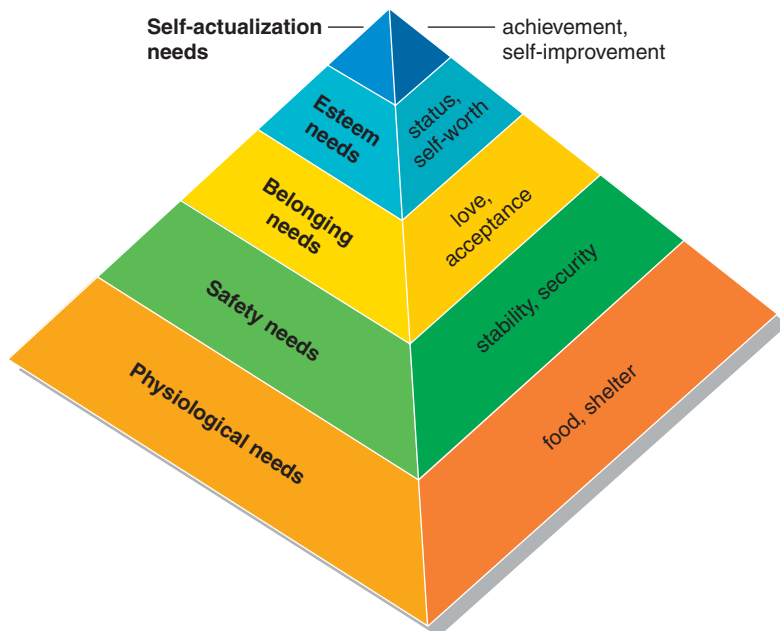 Self-actualization
needs
achievement,
self-improvement
Esteem
needs
status,
self-worth
Belonging
needs
love,
acceptance
Safety needs
stability, security
Physiological needs
food, shelter